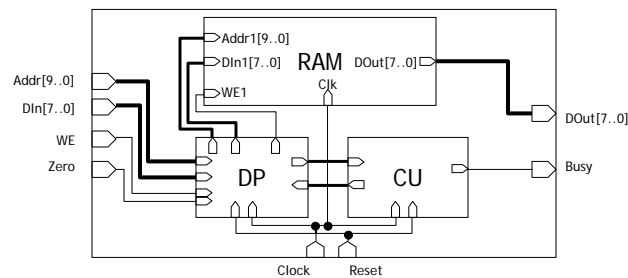 Addr1[9..0]
DIn1[7..0]
RAM
DOut[7..0]
Clk
WE1
Addr[9..0]
DIn[7..0]
DOut[7..0]
WE
Zero
DP
CU
Busy
Clock
Reset